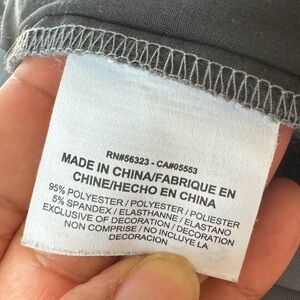 RN#56323 - CA#05553
MADE IN CHINA/FABRIQUE EN
CHINE/HECHO EN CHINA
95% POLYESTER / POLYESTER / POLIESTER
5% SPANDEX / ELASTHANNE / ELASTANO
EXCLUSIVE OF DECORATION / DECORATION
NON COMPRISE / NO INCLUYE LA
DECORACION